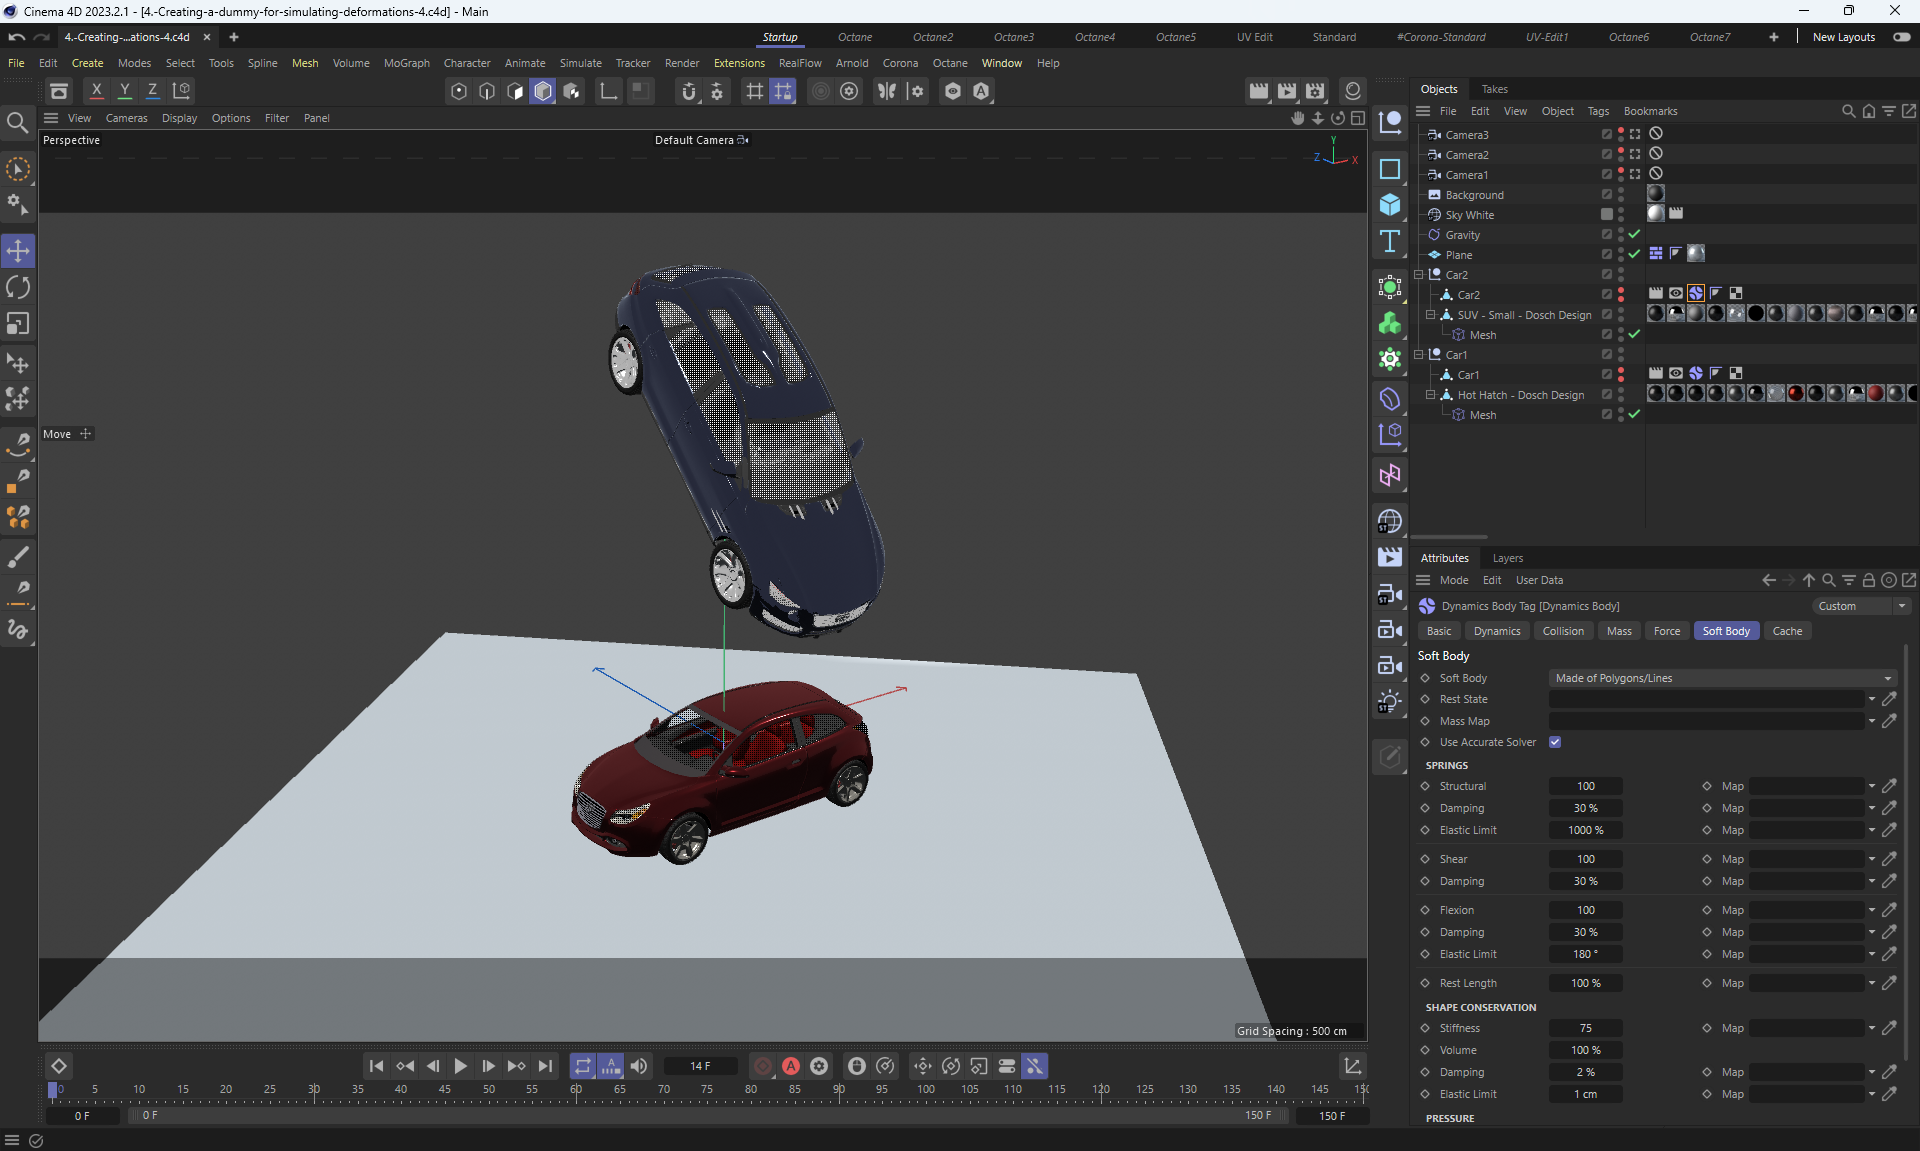 Cinema 4D 2023.2.1 - [4.-Creating-a-dummy-for-simulating-deformations-4.c4d] - Main
4.-Creating-...ations-4.c4d
Startup Octane Octane2 Octane3 Octane4 Octane5 UV Edit Standard #Corona-Standard UV-Edit1 Octane6 Octane7 New Layouts
File Edit Create Modes Select Tools Spline Mesh Volume MoGraph Character Animate Simulate Tracker Render Extensions RealFlow Arnold Corona Octane Window Help
X Y Z
View Cameras Display Options Filter Panel
Perspective
Default Camera
Y
Z
X
Move
Grid Spacing : 500 cm
Objects Takes
File Edit View Object Tags Bookmarks
Camera3
Camera2
Camera1
Background
Sky White
Gravity
Plane
Car2
Car2
SUV - Small - Dosch Design
Mesh
Car1
Car1
Hot Hatch - Dosch Design
Mesh
ST
ST
ST
Attributes Layers
Mode Edit User Data
Dynamics Body Tag [Dynamics Body] Custom
Basic Dynamics Collision Mass Force Soft Body Cache
Soft Body
Soft Body Made of Polygons/Lines
Rest State
Mass Map
Use Accurate Solver
SPRINGS
Structural 100 Map
Damping 30 % Map
Elastic Limit 1000 % Map
Shear 100 Map
Damping 30 % Map
Flexion 100 Map
Damping 30 % Map
Elastic Limit 180 ° Map
Rest Length 100 % Map
SHAPE CONSERVATION
Stiffness 75 Map
Volume 100 %
Damping 2 % Map
Elastic Limit 1 cm Map
PRESSURE
14 F
0 5 10 15 20 25 30 35 40 45 50 55 60 65 70 75 80 85 90 95 100 105 110 115 120 125 130 135 140 145
0 F 0 F 150 F 150 F